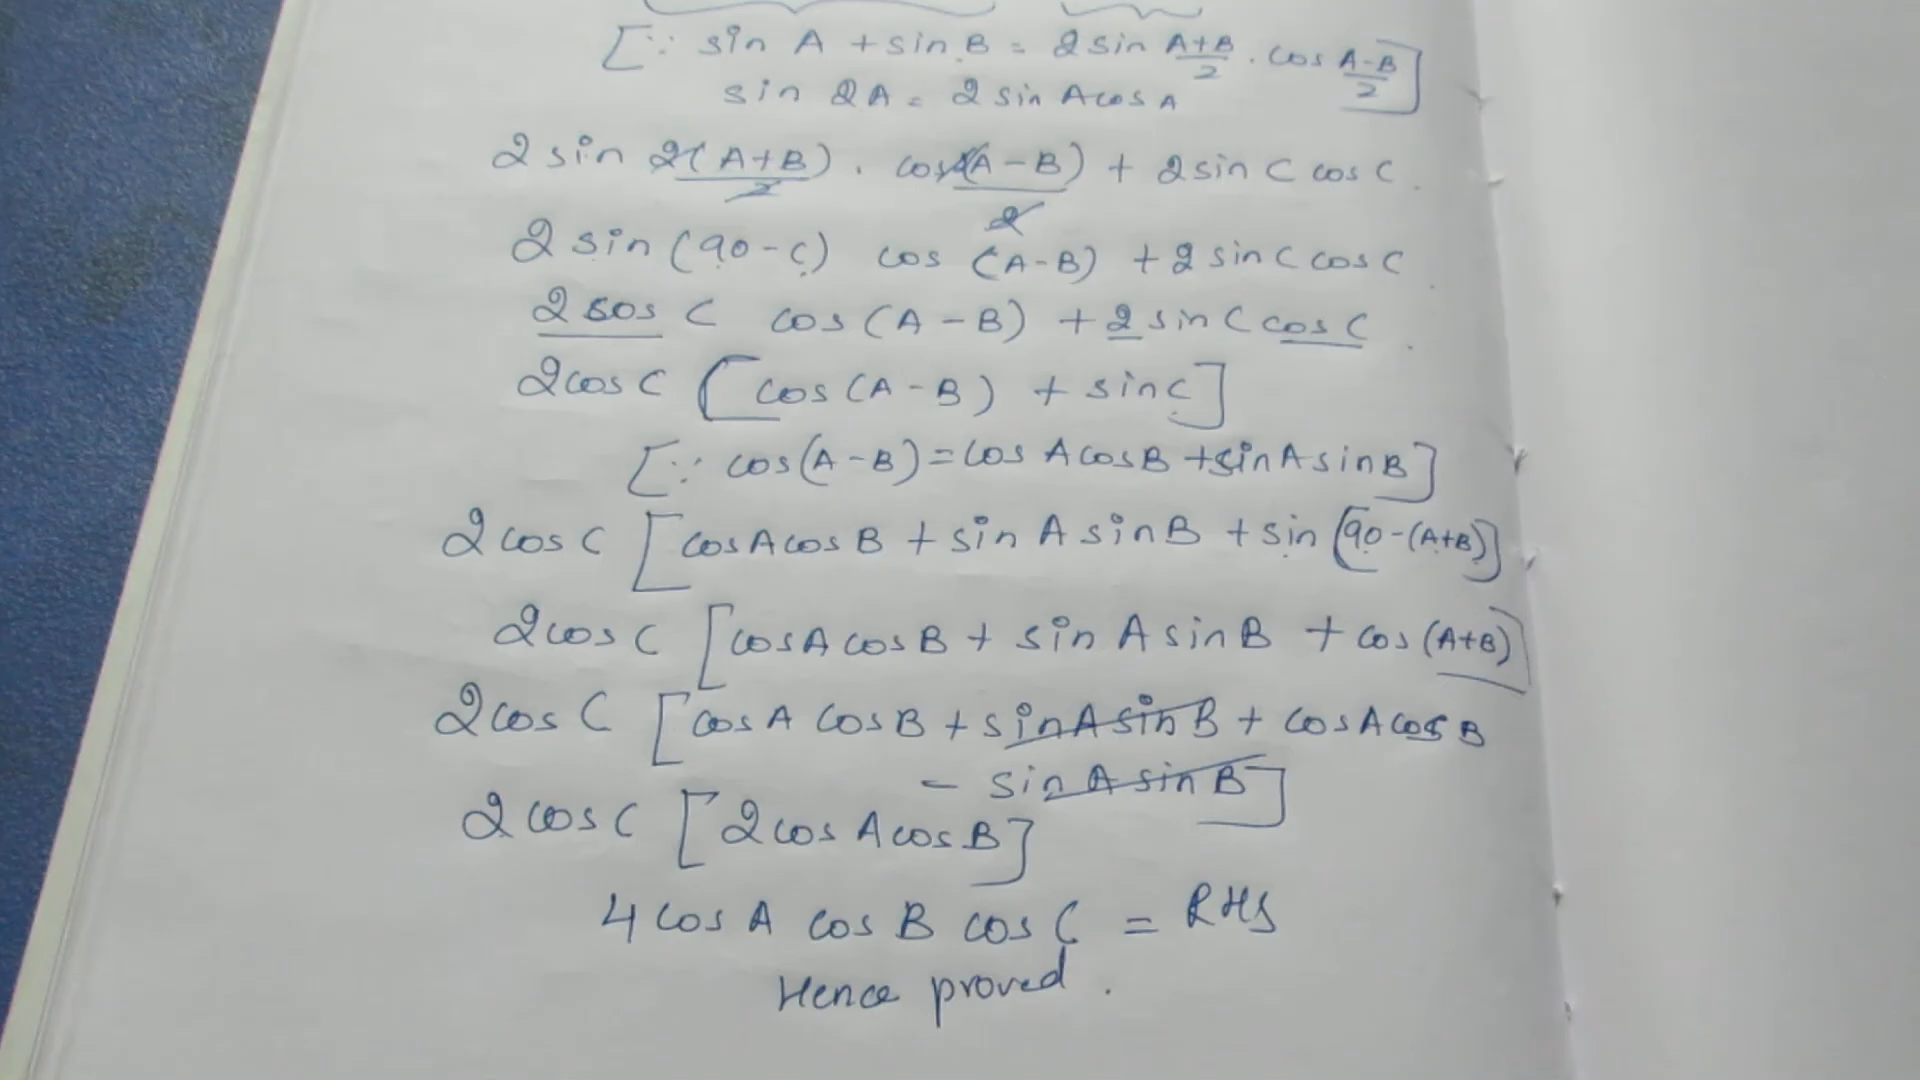 [∵ sin A + sin B = 2 sin A+B/2 . cos A-B/2]
sin 2A = 2 sin A cos A
2 sin 2(A+B)/2 . cos 2(A-B)/2 + 2 sin C cos C.
2 sin (90-C) cos (A-B) + 2 sin C cos C
2 cos C cos (A-B) + 2 sin C cos C.
2 cos C [cos (A-B) + sin C]
[∵ cos(A-B) = cos A cos B + sin A sin B]
2 cos C [cos A cos B + sin A sin B + sin (90-(A+B)]
2 cos C [cos A cos B + sin A sin B + cos (A+B)]
2 cos C [cos A cos B + sin A sin B + cos A cos B
- sin A sin B]
2 cos C [2 cos A cos B]
4 cos A cos B cos C = RHS
Hence proved.